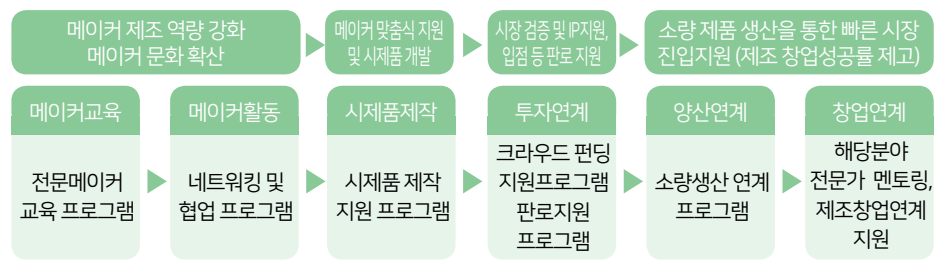 메이커 제조 역량 강화
메이커 문화 확산
메이커 맞춤식 지원
및 시제품 개발
시장 검증 및 IP지원,
입점 등 판로 지원
소량 제품 생산을 통한 빠른 시장
진입지원 (제조 창업성공률 제고)
메이커교육
전문메이커
교육 프로그램
메이커활동
네트워킹 및
협업 프로그램
시제품제작
시제품 제작
지원 프로그램
투자연계
크라우드 펀딩
지원프로그램
판로지원
프로그램
양산연계
소량생산 연계
프로그램
창업연계
해당분야
전문가 멘토링,
제조창업연계
지원